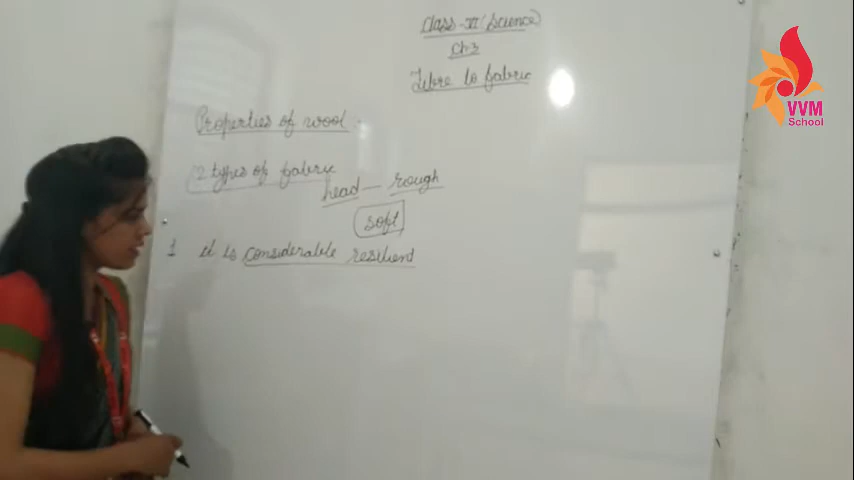 Class - VI (Science)
Ch 3
Fibre to fabric
Properties of wool
2 types of fabric
head — rough
soft
1 it is considerable resilient
VVM
School